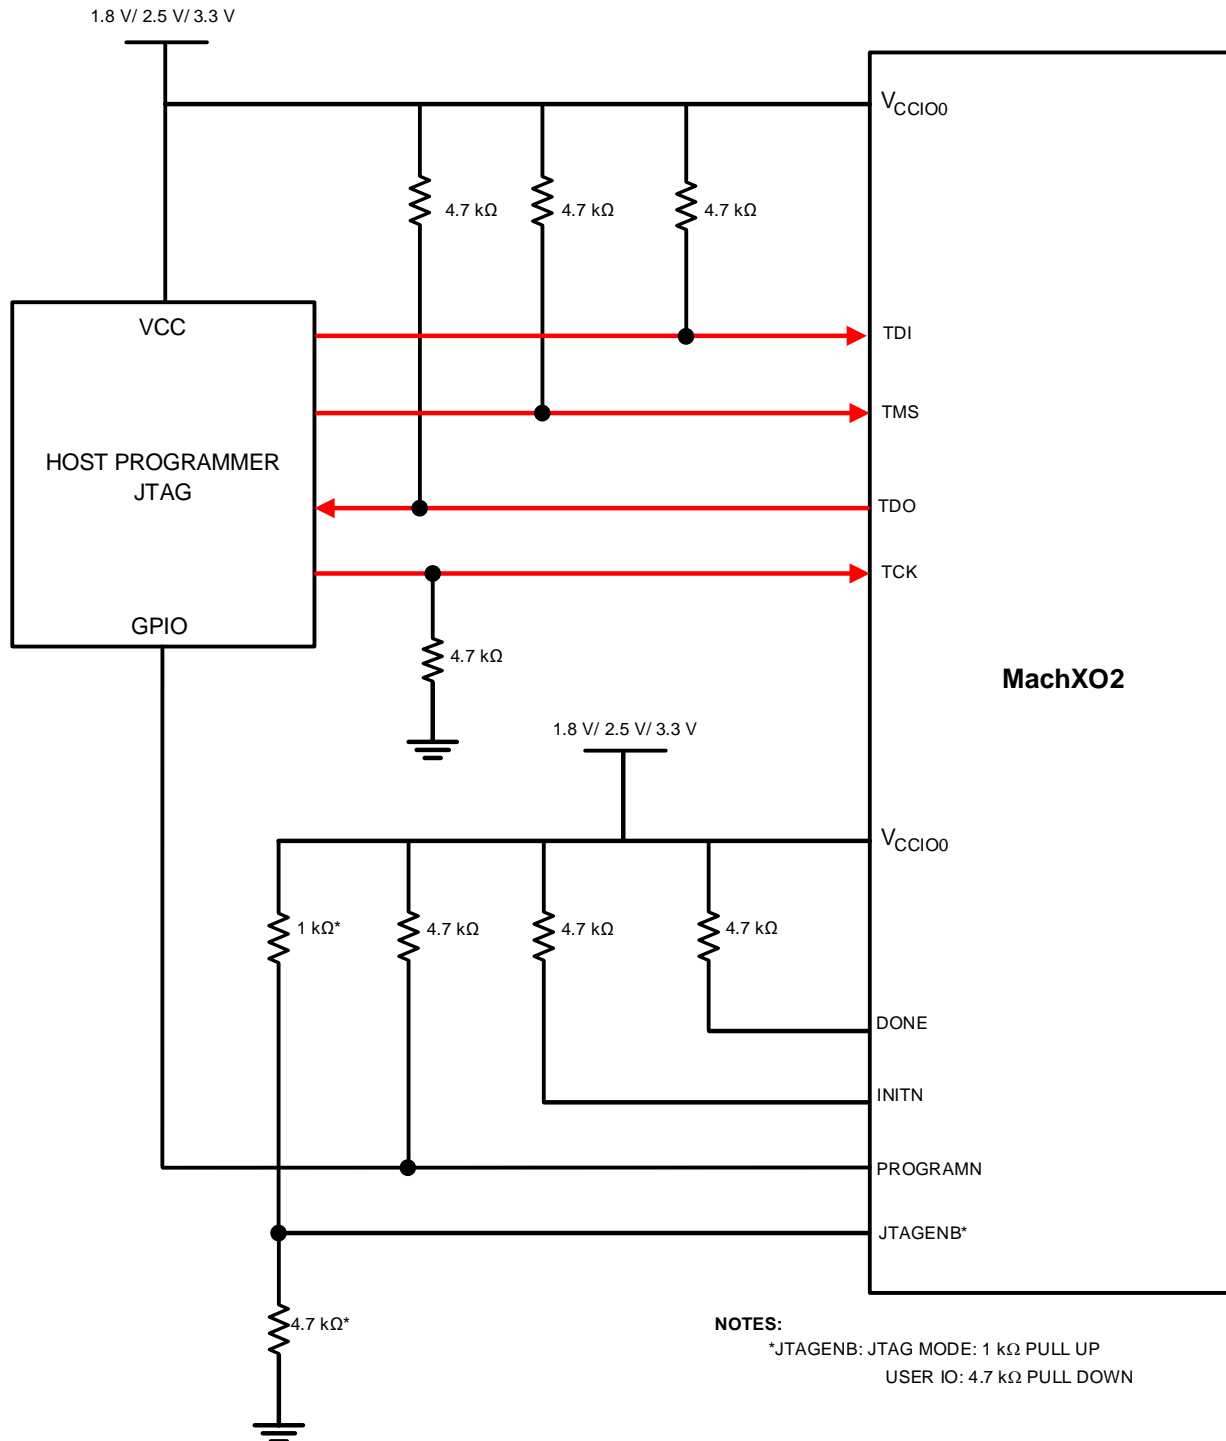 1.8 V/ 2.5 V/ 3.3 V
VCCIO0
4.7 kΩ
4.7 kΩ
4.7 kΩ
VCC
TDI
TMS
HOST PROGRAMMER
JTAG
TDO
TCK
GPIO
4.7 kΩ
MachXO2
1.8 V/ 2.5 V/ 3.3 V
VCCIO0
1 kΩ*
4.7 kΩ
4.7 kΩ
4.7 kΩ
DONE
INITN
PROGRAMN
JTAGENB*
4.7 kΩ*
NOTES:
*JTAGENB: JTAG MODE: 1 kΩ PULL UP
USER IO: 4.7 kΩ PULL DOWN